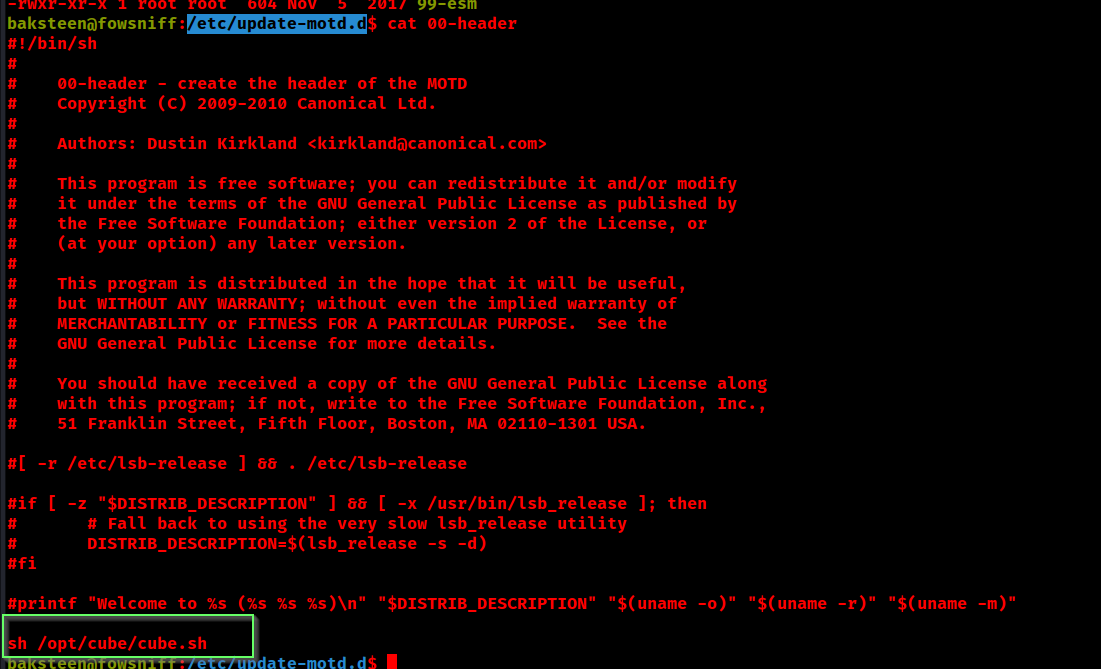 -rwxr-xr-x 1 root root  604 Nov  5  2017 99-esm
baksteen@fowsniff:/etc/update-motd.d$ cat 00-header
#!/bin/sh
#
#    00-header - create the header of the MOTD
#    Copyright (C) 2009-2010 Canonical Ltd.
#
#    Authors: Dustin Kirkland <kirkland@canonical.com>
#
#    This program is free software; you can redistribute it and/or modify
#    it under the terms of the GNU General Public License as published by
#    the Free Software Foundation; either version 2 of the License, or
#    (at your option) any later version.
#
#    This program is distributed in the hope that it will be useful,
#    but WITHOUT ANY WARRANTY; without even the implied warranty of
#    MERCHANTABILITY or FITNESS FOR A PARTICULAR PURPOSE.  See the
#    GNU General Public License for more details.
#
#    You should have received a copy of the GNU General Public License along
#    with this program; if not, write to the Free Software Foundation, Inc.,
#    51 Franklin Street, Fifth Floor, Boston, MA 02110-1301 USA.
#[ -r /etc/lsb-release ] && . /etc/lsb-release
#if [ -z "$DISTRIB_DESCRIPTION" ] && [ -x /usr/bin/lsb_release ]; then
#       # Fall back to using the very slow lsb_release utility
#       DISTRIB_DESCRIPTION=$(lsb_release -s -d)
#fi
#printf "Welcome to %s (%s %s %s)\n" "$DISTRIB_DESCRIPTION" "$(uname -o)" "$(uname -r)" "$(uname -m)"
sh /opt/cube/cube.sh
baksteen@fowsniff:/etc/update-motd.d$